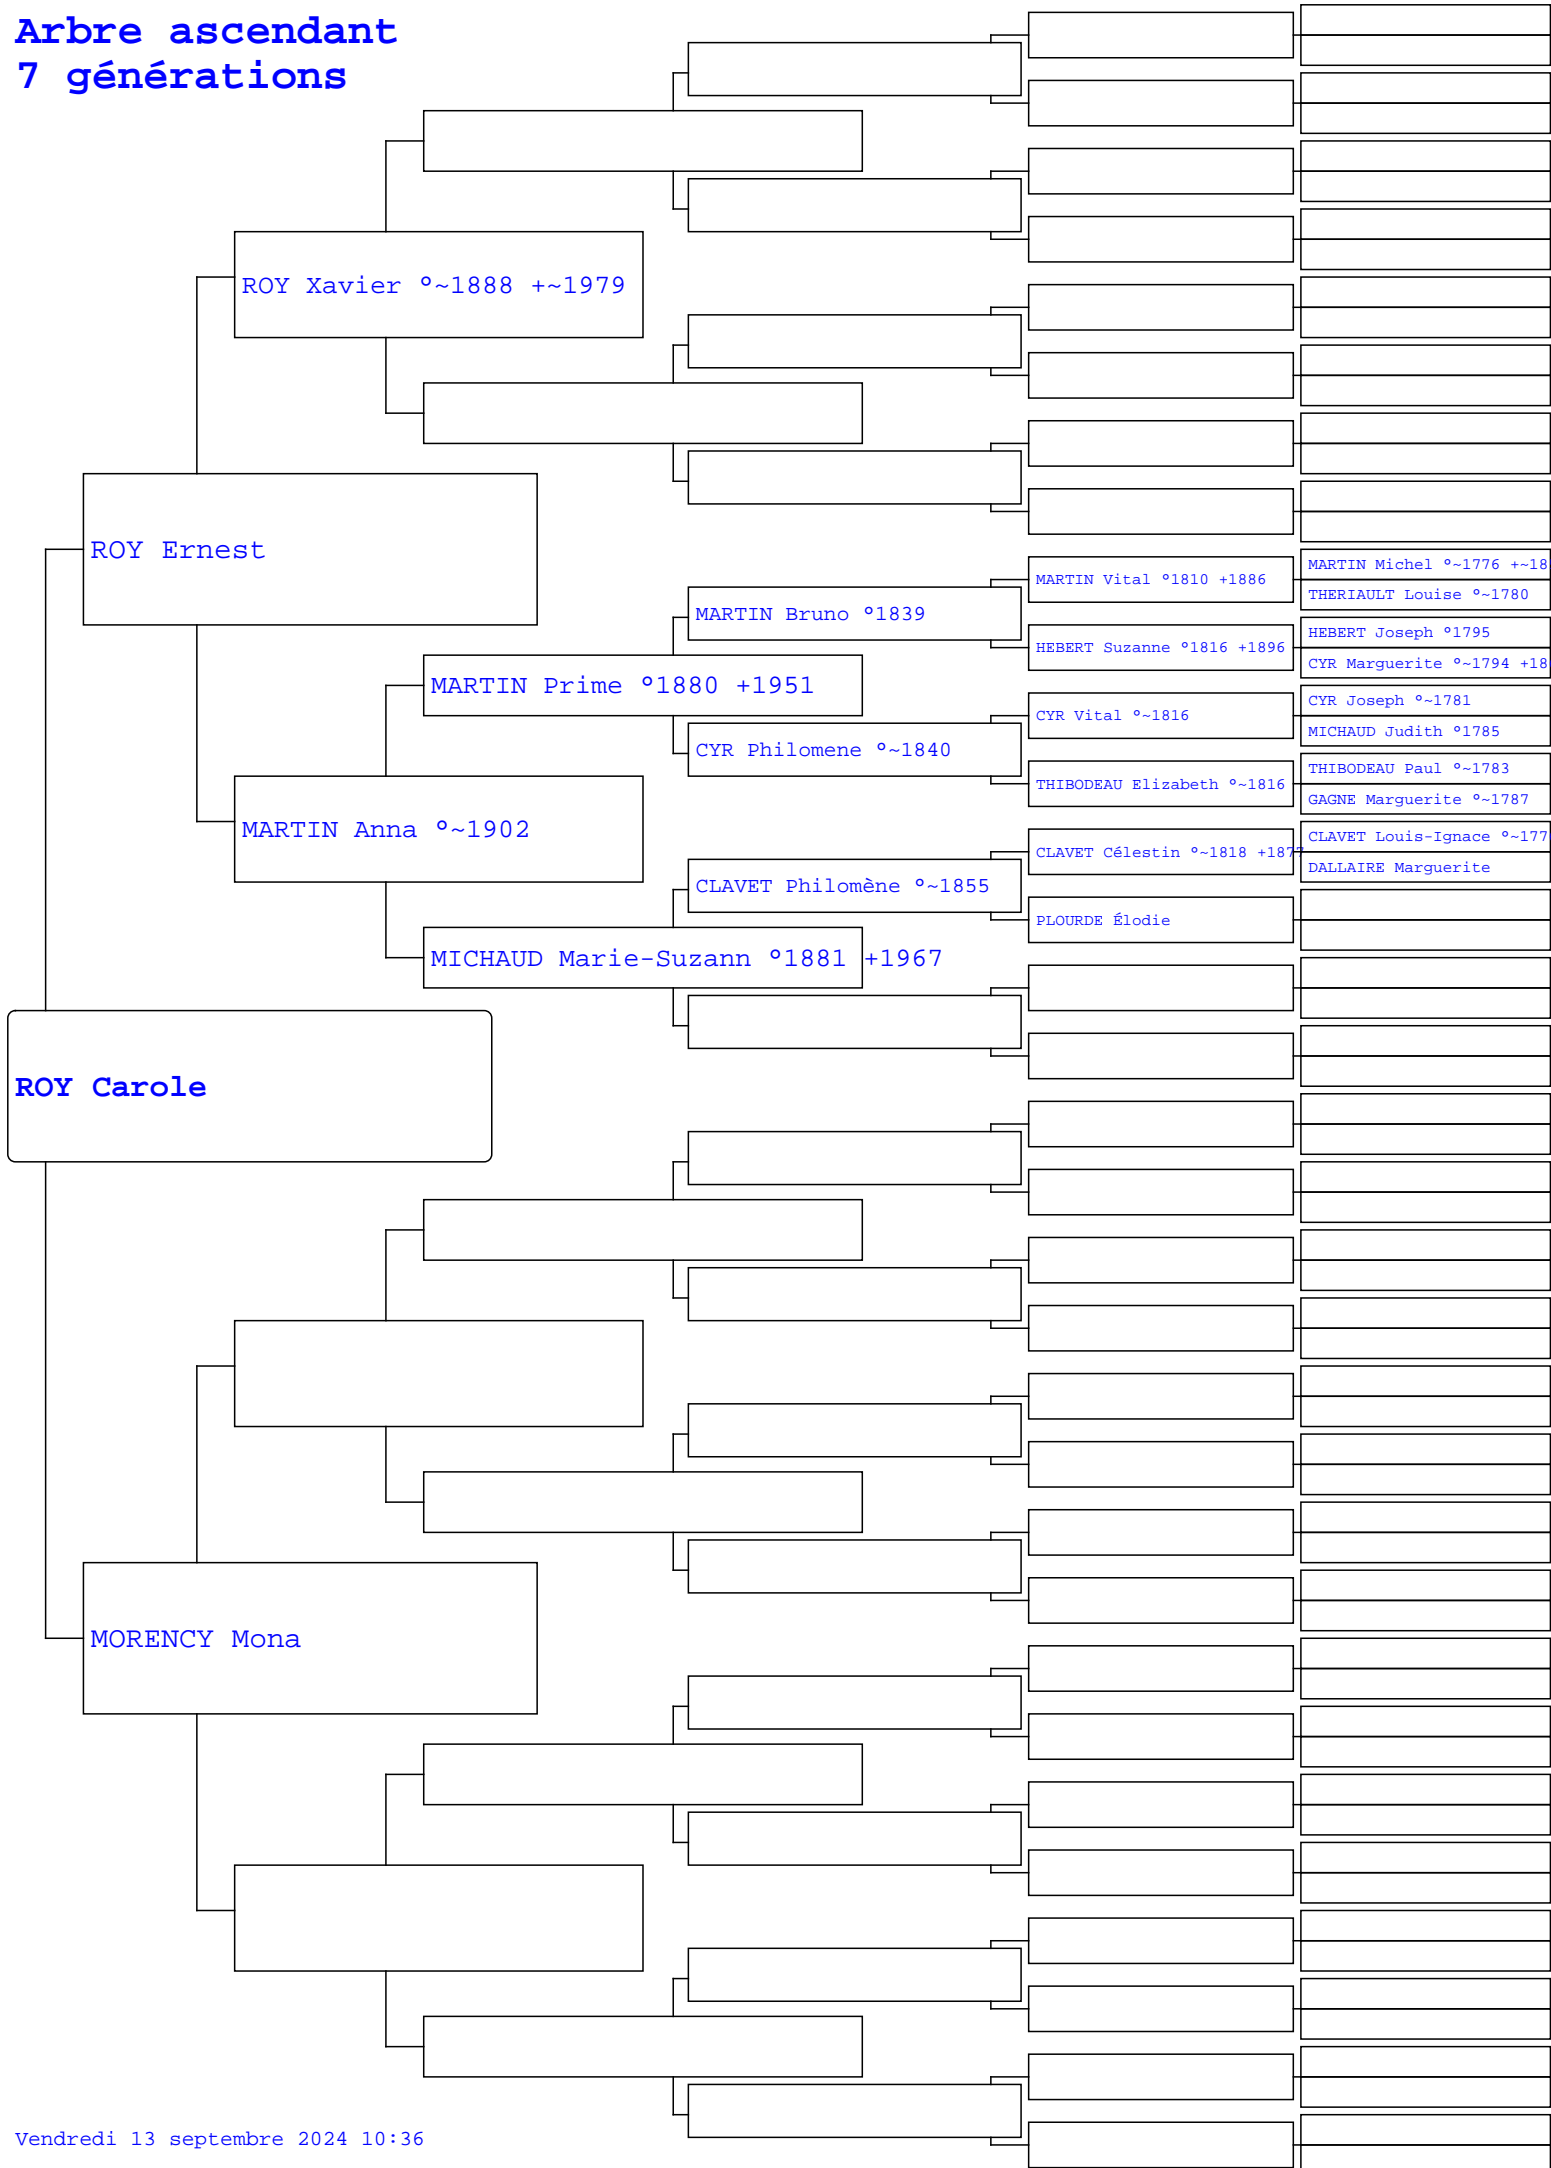 Arbre ascendant
7 générations
ROY Xavier °~1888 +~1979
ROY Ernest
MARTIN Michel °~1776 +~18
MARTIN Vital °1810 +1886
THERIAULT Louise °~1780
MARTIN Bruno °1839
HEBERT Joseph °1795
HEBERT Suzanne °1816 +1896
CYR Marguerite °~1794 +18
MARTIN Prime °1880 +1951
CYR Joseph °~1781
CYR Vital °~1816
MICHAUD Judith °1785
CYR Philomene °~1840
THIBODEAU Paul °~1783
THIBODEAU Elizabeth °~1816
GAGNE Marguerite °~1787
MARTIN Anna °~1902
CLAVET Louis-Ignace °~177
CLAVET Célestin °~1818 +1877
DALLAIRE Marguerite
CLAVET Philomène °~1855
PLOURDE Élodie
MICHAUD Marie-Suzann °1881 +1967
ROY Carole
MORENCY Mona
Vendredi 13 septembre 2024 10:36